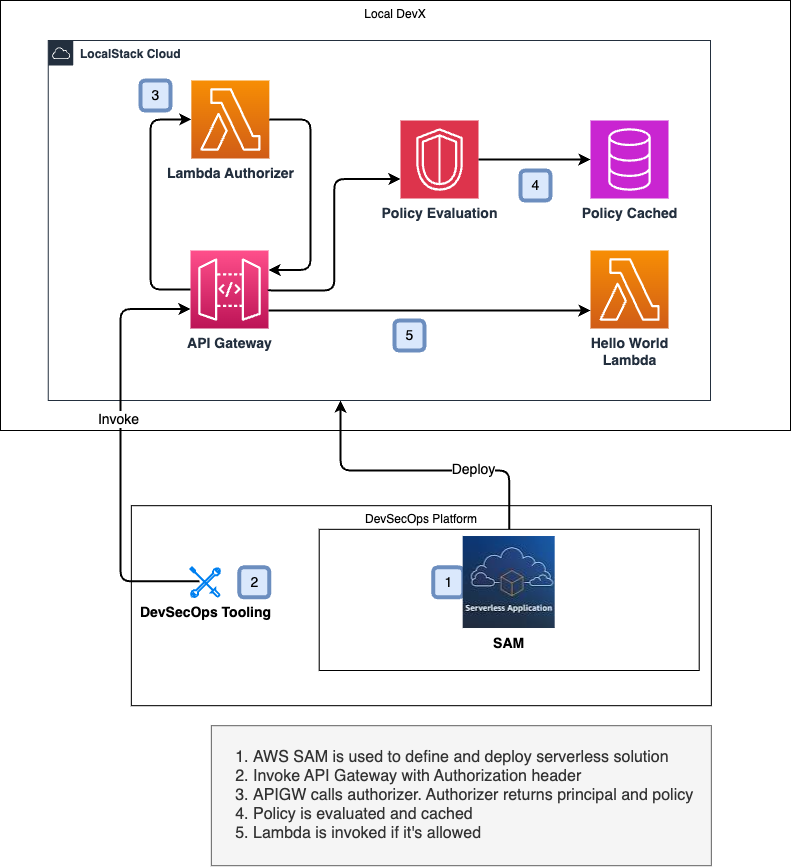 Local DevX
LocalStack Cloud
3
Lambda Authorizer
Policy Evaluation
4
Policy Cached
</>
API Gateway
5
Hello World
Lambda
Invoke
Deploy
DevSecOps Platform
2
DevSecOps Tooling
1
Serverless Application
SAM
1. AWS SAM is used to define and deploy serverless solution
2. Invoke API Gateway with Authorization header
3. APIGW calls authorizer. Authorizer returns principal and policy
4. Policy is evaluated and cached
5. Lambda is invoked if it's allowed